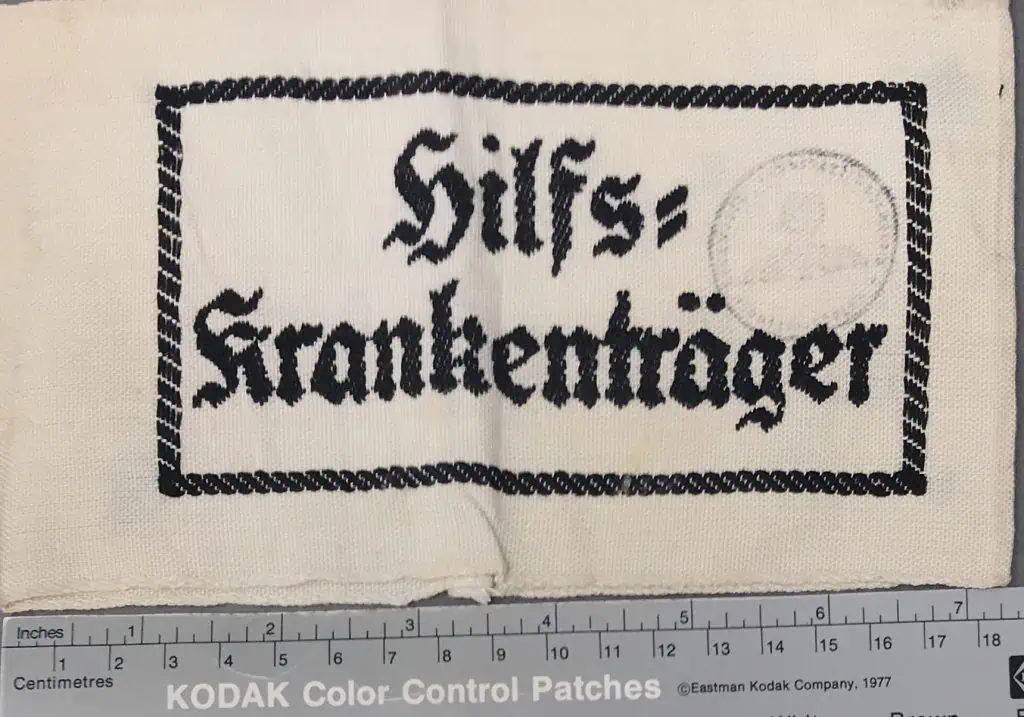 Hilfs=
Krankenträger
Inches 1 2 3 4 5 6 7
1 2 3 4 5 6 7 8 9 10 11 12 13 14 15 16 17 18
Centimetres
KODAK Color Control Patches ©Eastman Kodak Company, 1977